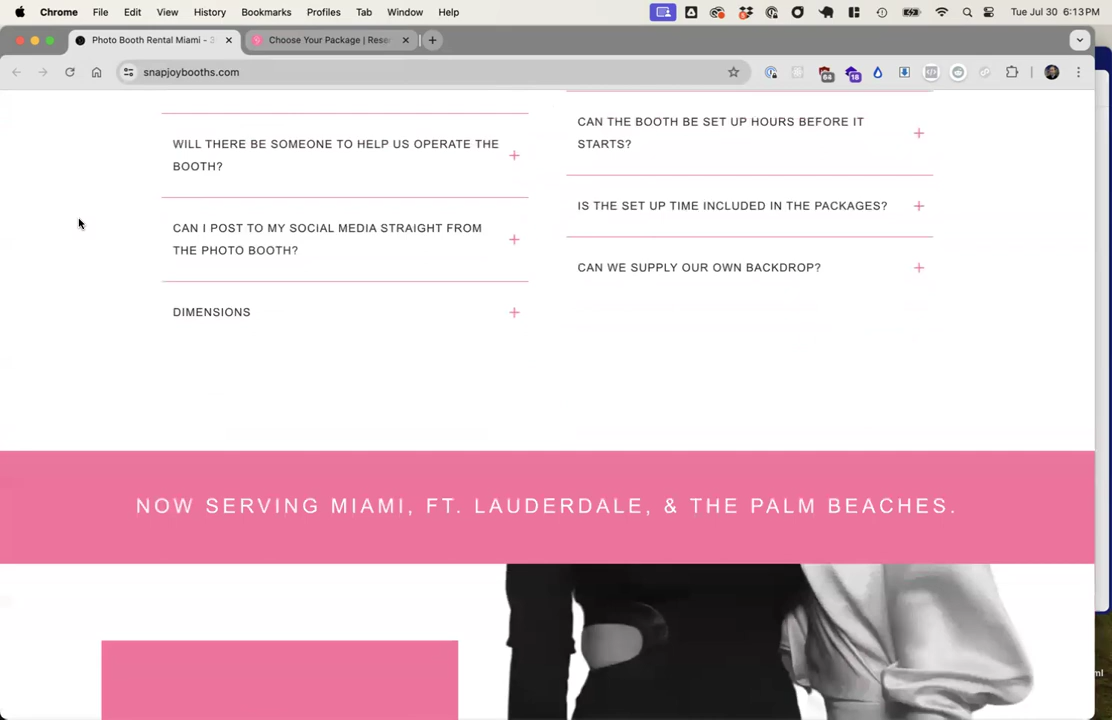 Chrome File Edit View History Bookmarks Profiles Tab Window Help Tue Jul 30 6:13 PM
Photo Booth Rental Miami - Choose Your Package | Rese
snapjoybooths.com 64 18
WILL THERE BE SOMEONE TO HELP US OPERATE THE
BOOTH?
CAN I POST TO MY SOCIAL MEDIA STRAIGHT FROM
THE PHOTO BOOTH?
DIMENSIONS
CAN THE BOOTH BE SET UP HOURS BEFORE IT
STARTS?
IS THE SET UP TIME INCLUDED IN THE PACKAGES?
CAN WE SUPPLY OUR OWN BACKDROP?
NOW SERVING MIAMI, FT. LAUDERDALE, & THE PALM BEACHES.